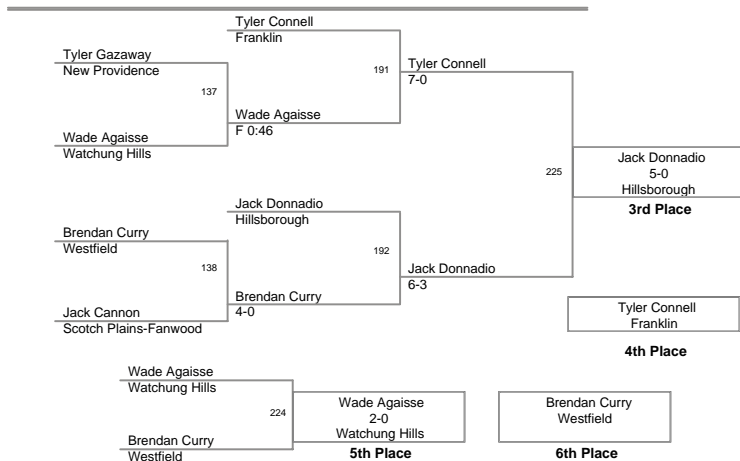 Tyler Connell
Franklin
Tyler Gazaway
New Providence
191
Tyler Connell
7-0
137
Wade Agaisse
F 0:46
Wade Agaisse
Watchung Hills
Jack Donnadio
5-0
Hillsborough
225
3rd Place
Jack Donnadio
Hillsborough
Brendan Curry
Westfield
192
138
Jack Donnadio
6-3
Brendan Curry
4-0
Jack Cannon
Scotch Plains-Fanwood
Tyler Connell
Franklin
4th Place
Wade Agaisse
Watchung Hills
224
Wade Agaisse
2-0
Watchung Hills
Brendan Curry
Westfield
Brendan Curry
Westfield
5th Place
6th Place